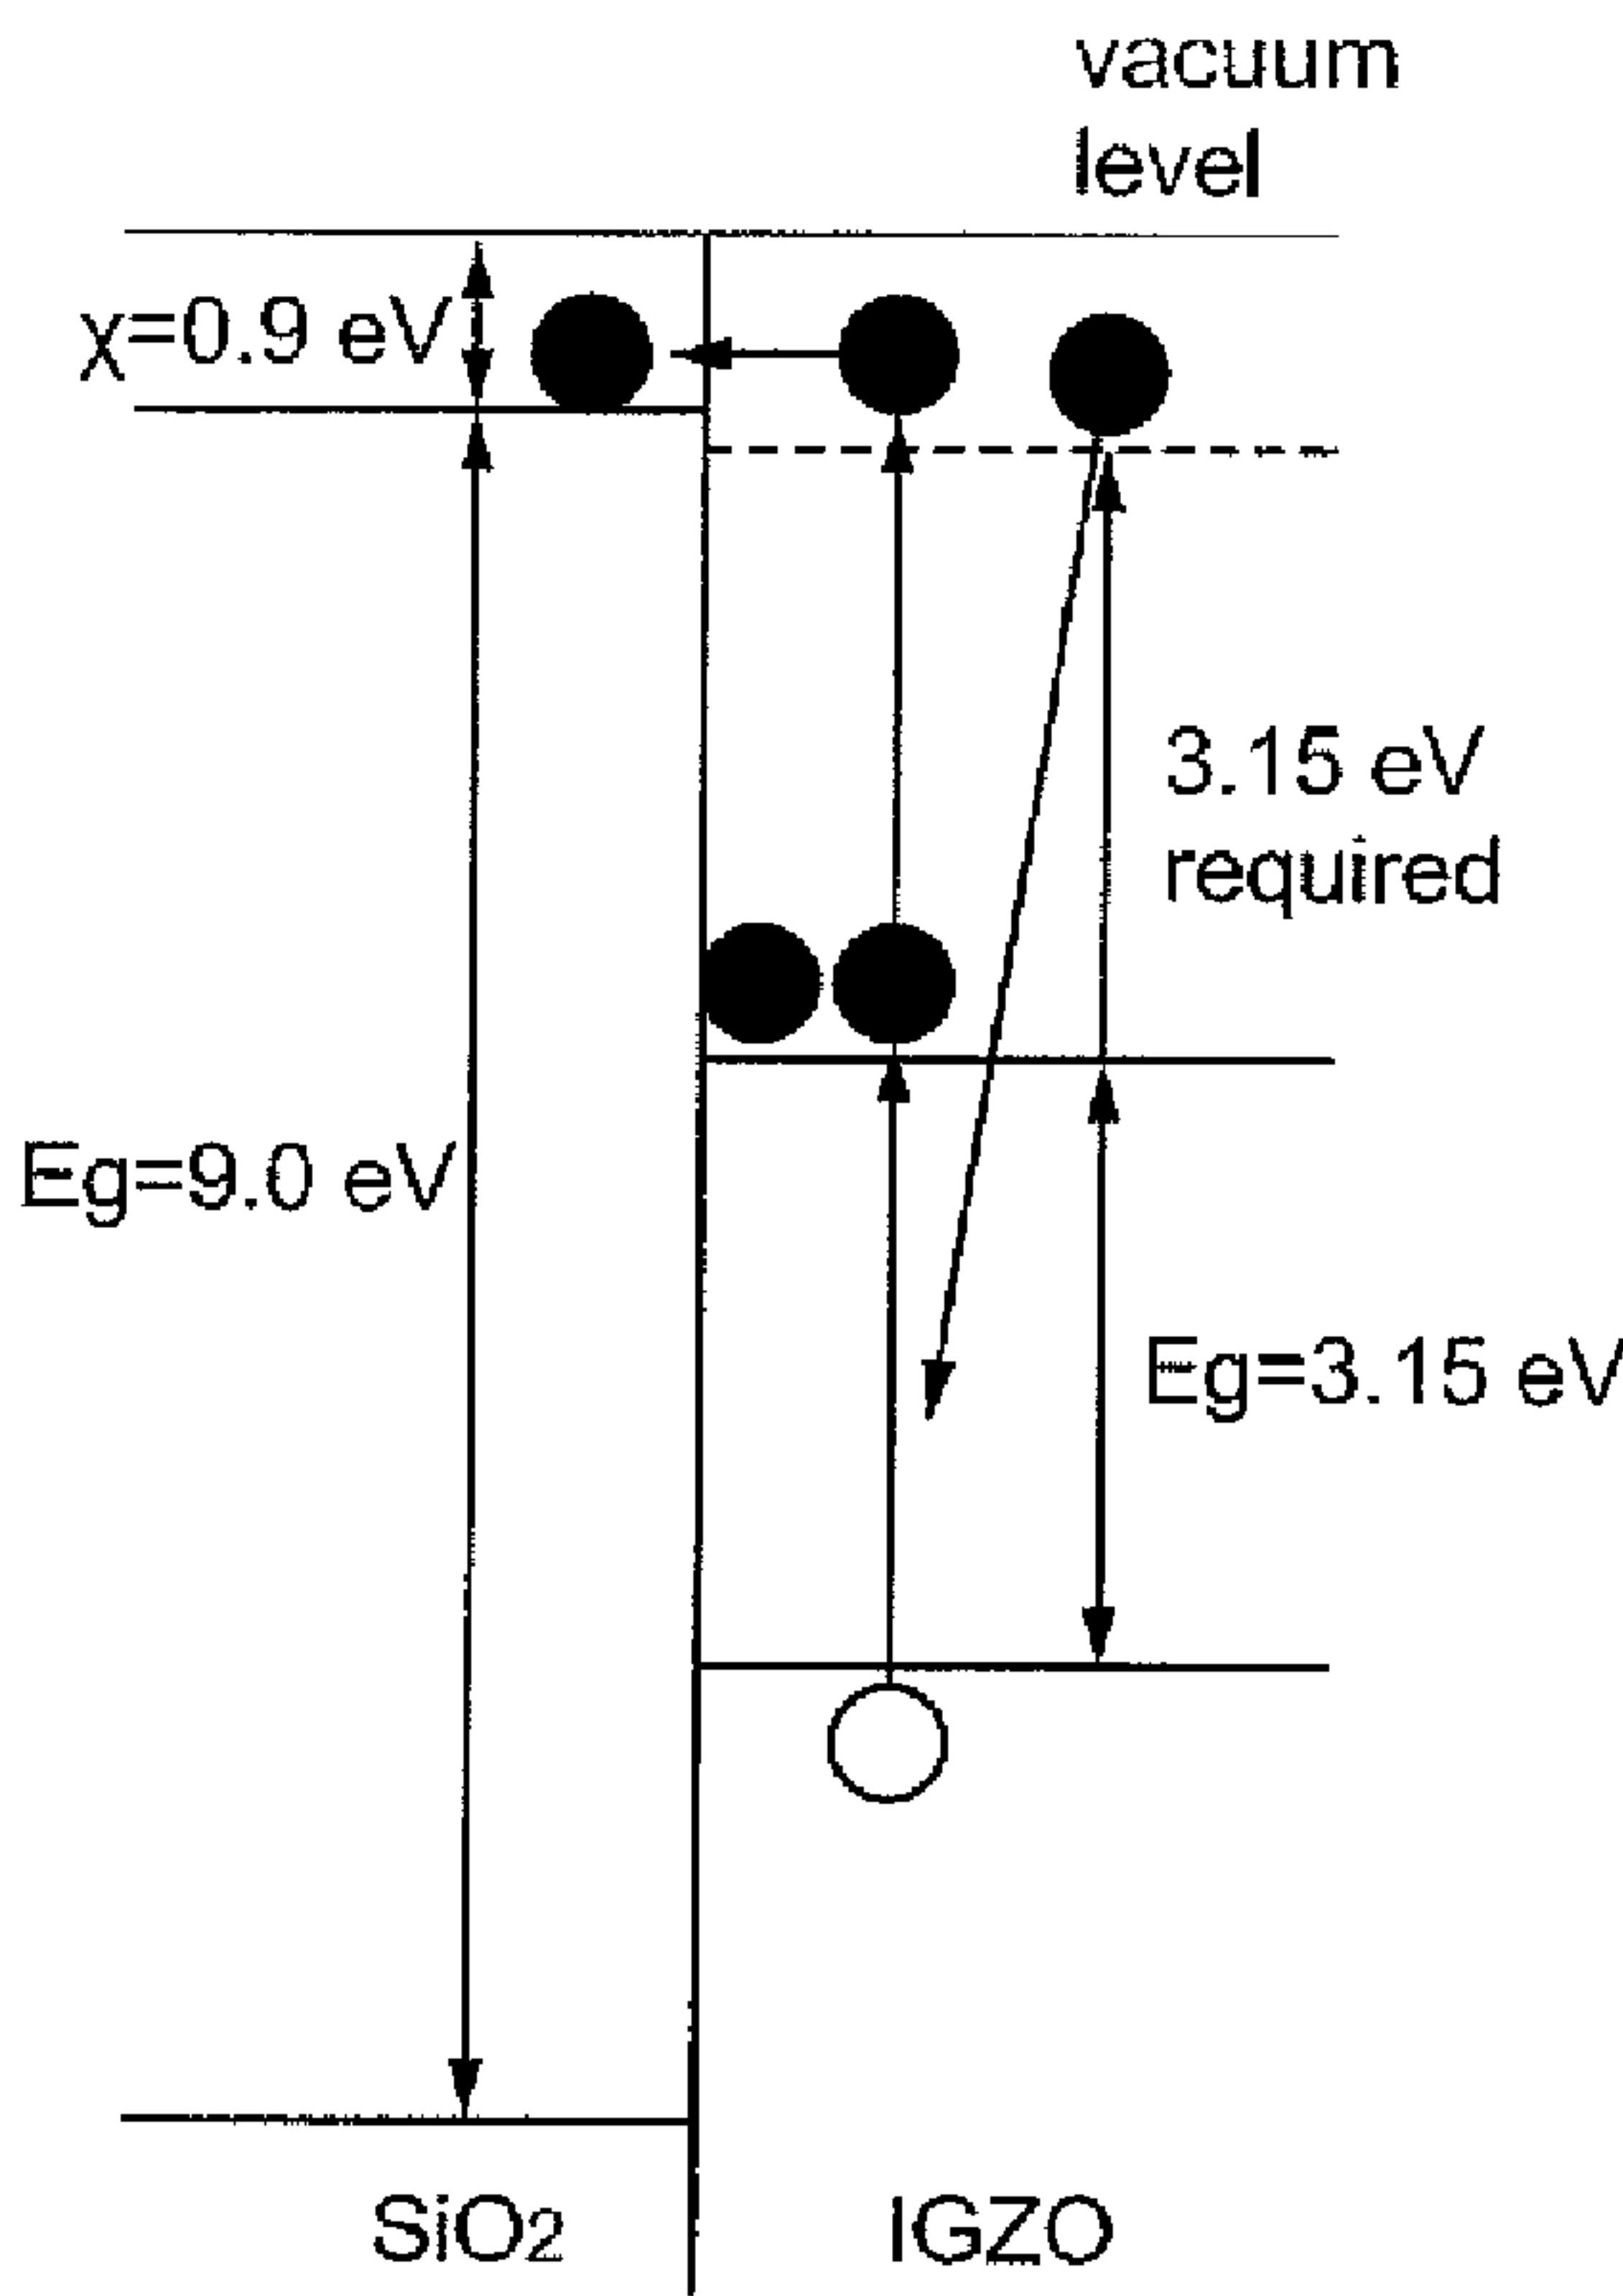 vacuum
level
χ=0.9 eV
3.15 eV
required
Eg=9.0 eV
Eg=3.15 eV
SiO₂
IGZO